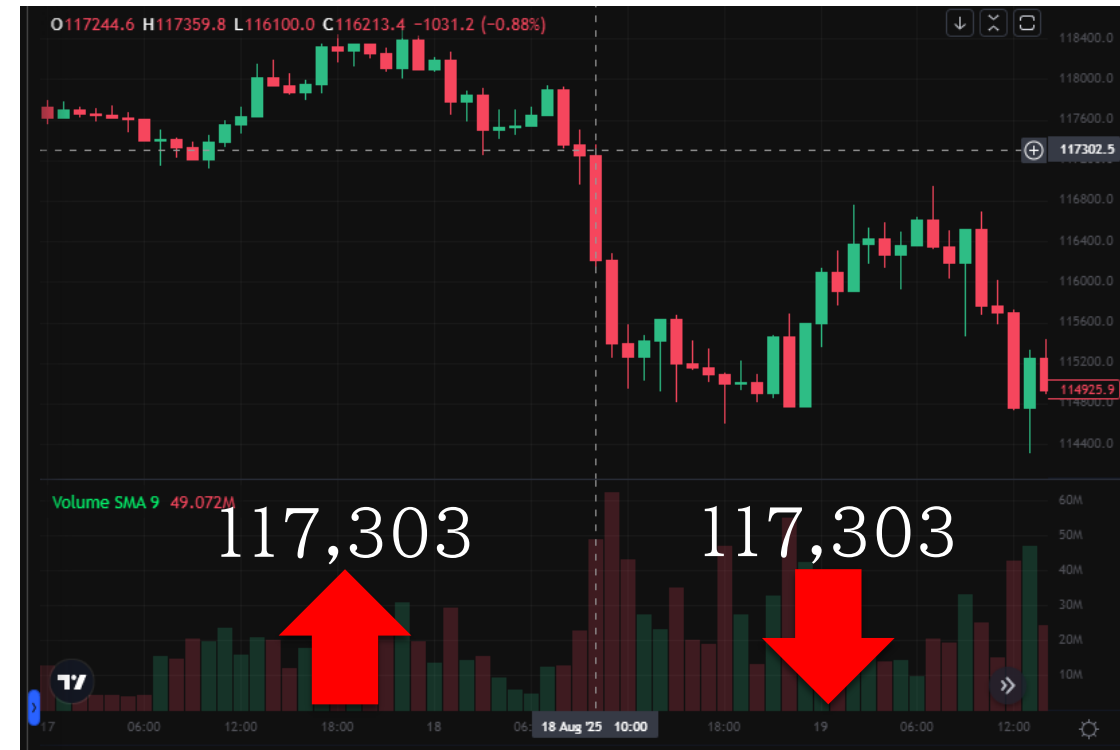 O117244.6 H117359.8 L116100.0 C116213.4 −1031.2 (−0.88%)
118400.0
118000.0
117600.0
117302.5
116800.0
116400.0
116000.0
115600.0
115200.0
114925.9
114800.0
114400.0
Volume SMA 9 49.072M
60M
117,303 117,303
50M
40M
30M
20M
10M
17 06:00 12:00 18:00 18 06: 18 Aug '25 10:00 18:00 19 06:00 12:00